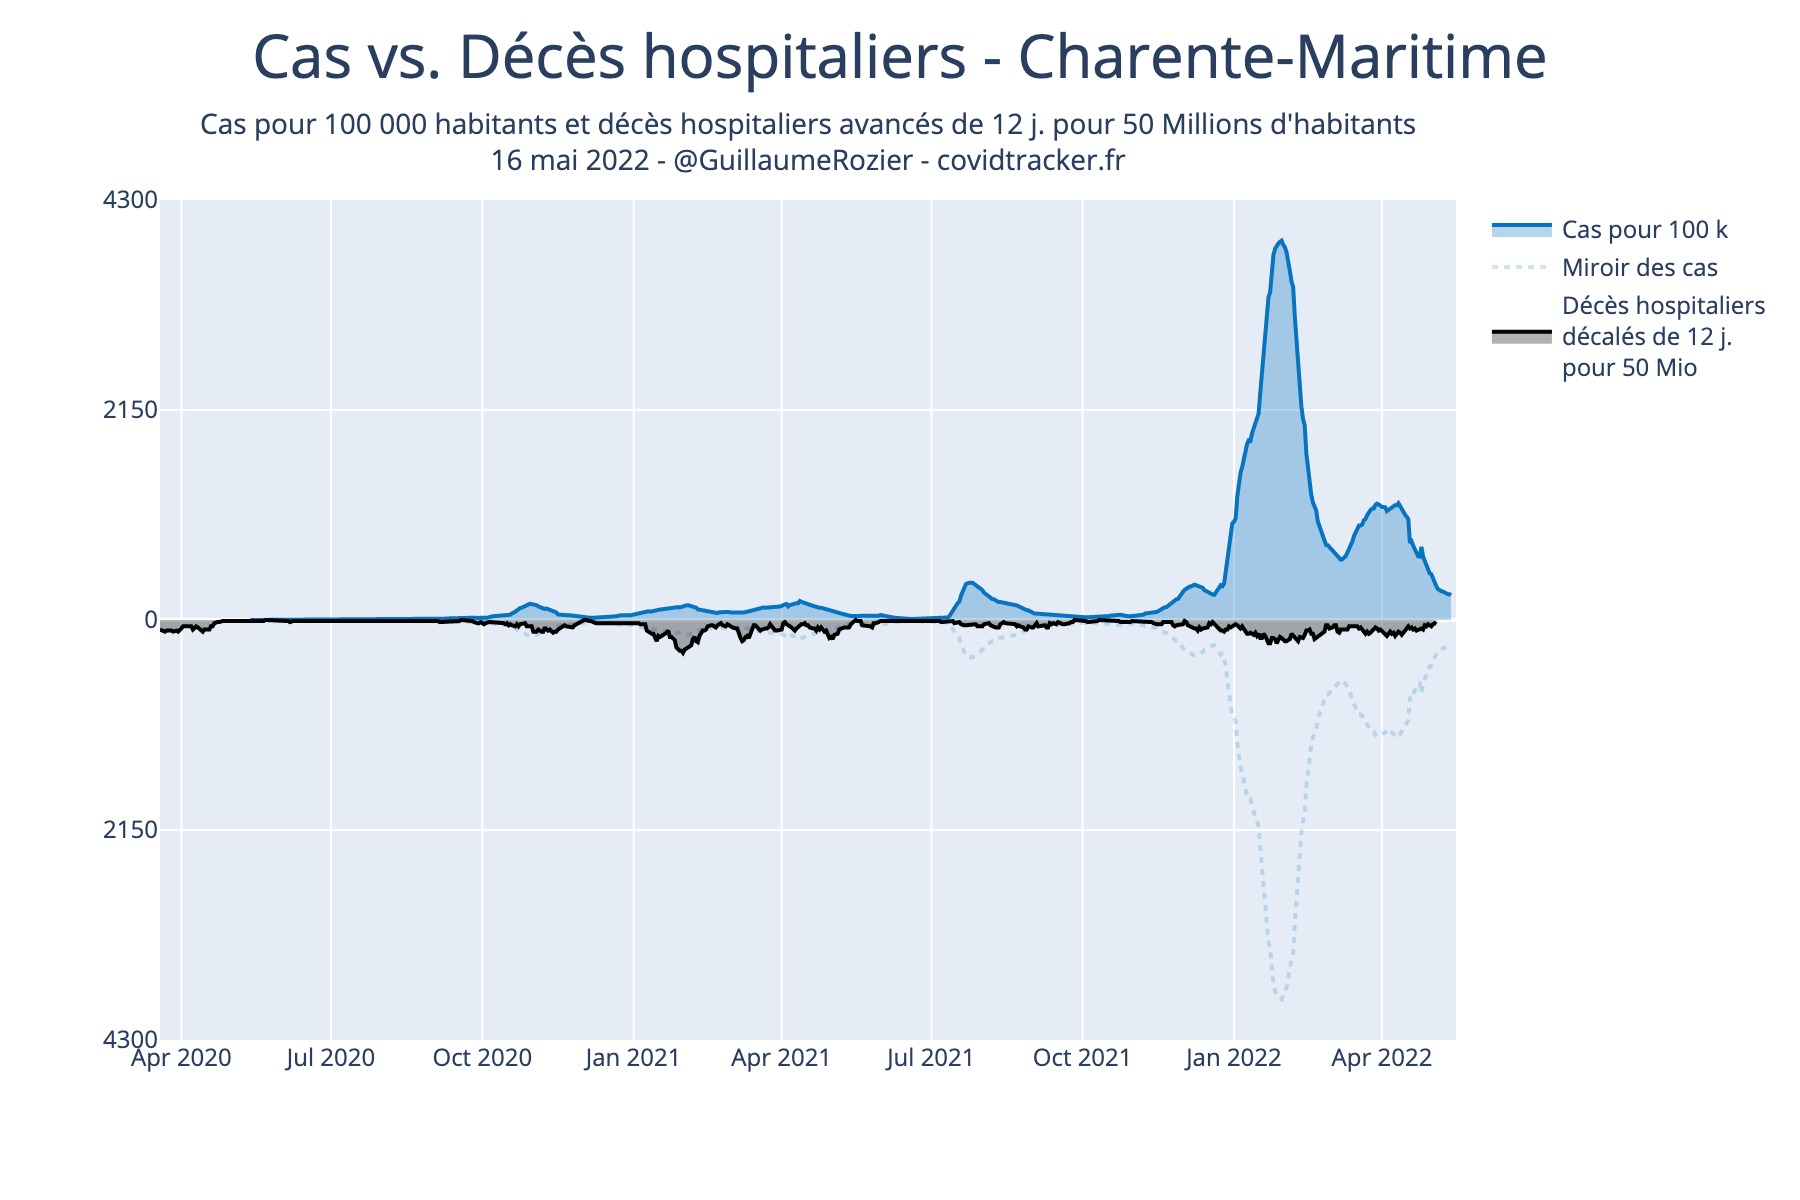 Cas vs. Décès hospitaliers - Charente-Maritime
Cas pour 100 000 habitants et décès hospitaliers avancés de 12 j. pour 50 Millions d'habitants
16 mai 2022 - @GuillaumeRozier - covidtracker.fr
4300
2150
0
2150
4300
Apr 2020
Jul 2020
Oct 2020
Jan 2021
Apr 2021
Jul 2021
Oct 2021
Jan 2022
Apr 2022
Cas pour 100 k
Miroir des cas
Décès hospitaliers
décalés de 12 j.
pour 50 Mio